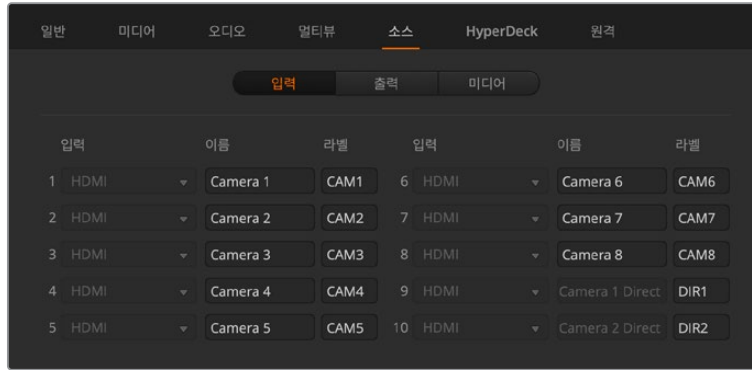 일반 미디어 오디오 멀티뷰 소스 HyperDeck 원격
입력 출력 미디어
입력 이름 라벨 입력 이름 라벨
1 HDMI Camera 1 CAM1 6 HDMI Camera 6 CAM6
2 HDMI Camera 2 CAM2 7 HDMI Camera 7 CAM7
3 HDMI Camera 3 CAM3 8 HDMI Camera 8 CAM8
4 HDMI Camera 4 CAM4 9 HDMI Camera 1 Direct DIR1
5 HDMI Camera 5 CAM5 10 HDMI Camera 2 Direct DIR2